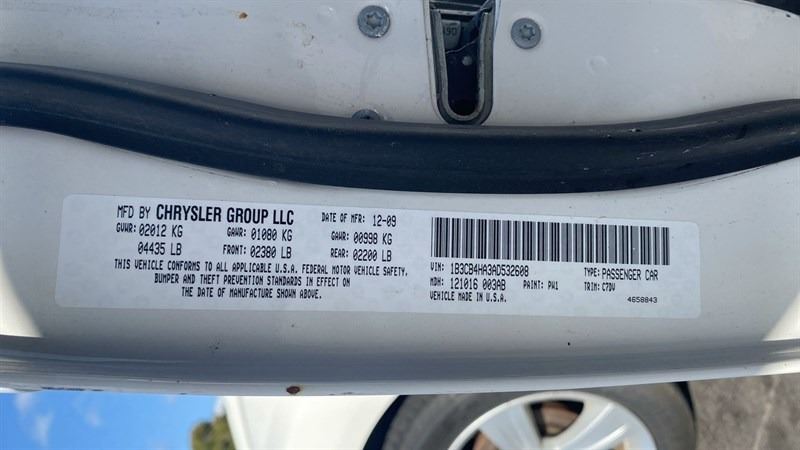 MFD BY CHRYSLER GROUP LLC DATE OF MFR: 12-09
GVWR: 02012 KG GAWR: 01080 KG GAWR: 00998 KG
04435 LB FRONT: 02380 LB REAR: 02200 LB
THIS VEHICLE CONFORMS TO ALL APPLICABLE U.S.A. FEDERAL MOTOR VEHICLE SAFETY,
BUMPER AND THEFT PREVENTION STANDARDS IN EFFECT ON
THE DATE OF MANUFACTURE SHOWN ABOVE.
VIN: 1B3CB4HA3AD532608 TYPE: PASSENGER CAR
MDH: 121016 003AB PAINT: PW1 TRIM: C7DV
VEHICLE MADE IN U.S.A. 4658843